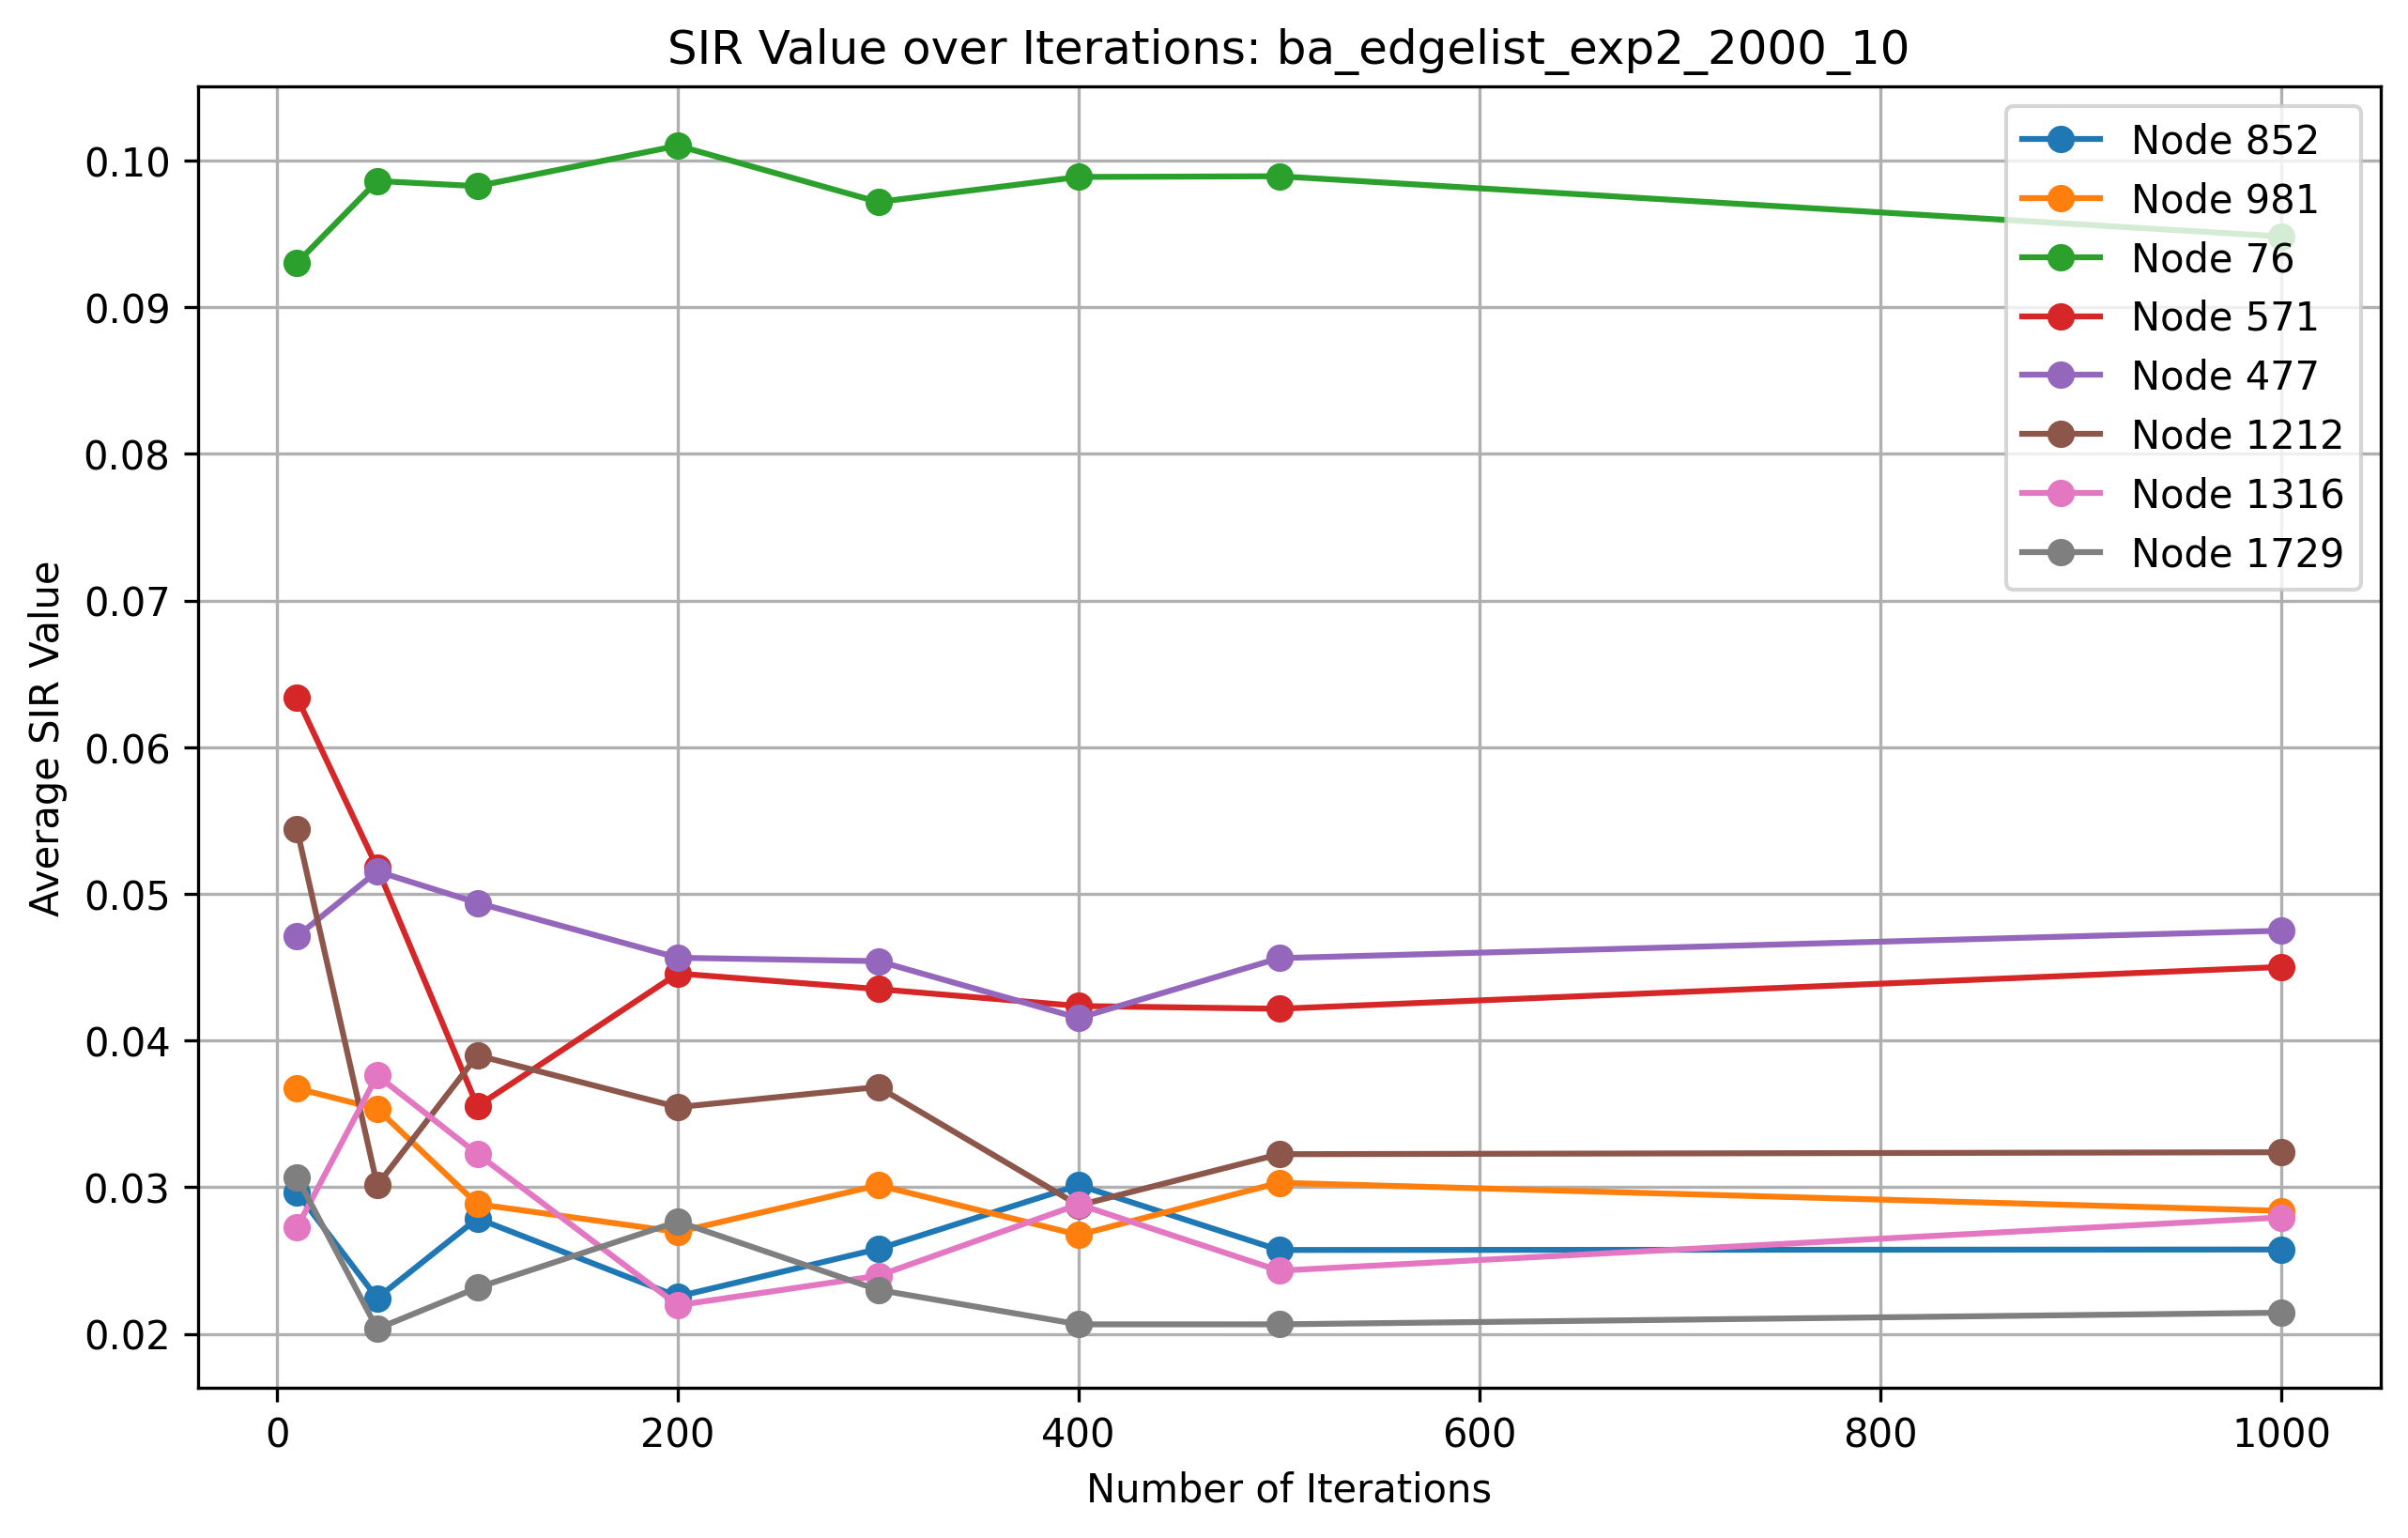 SIR Value over Iterations: ba_edgelist_exp2_2000_10
Average SIR Value
0.10
0.09
0.08
0.07
0.06
0.05
0.04
0.03
0.02
Node 852
Node 981
Node 76
Node 571
Node 477
Node 1212
Node 1316
Node 1729
0 200 400 600 800 1000
Number of Iterations